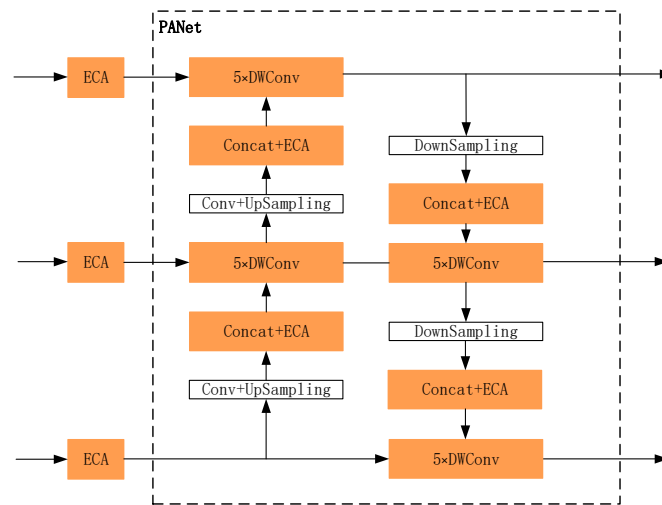 PANet
ECA
5×DWConv
Concat+ECA
DownSampling
Conv+UpSampling
Concat+ECA
ECA
5×DWConv
5×DWConv
Concat+ECA
DownSampling
Conv+UpSampling
Concat+ECA
ECA
5×DWConv